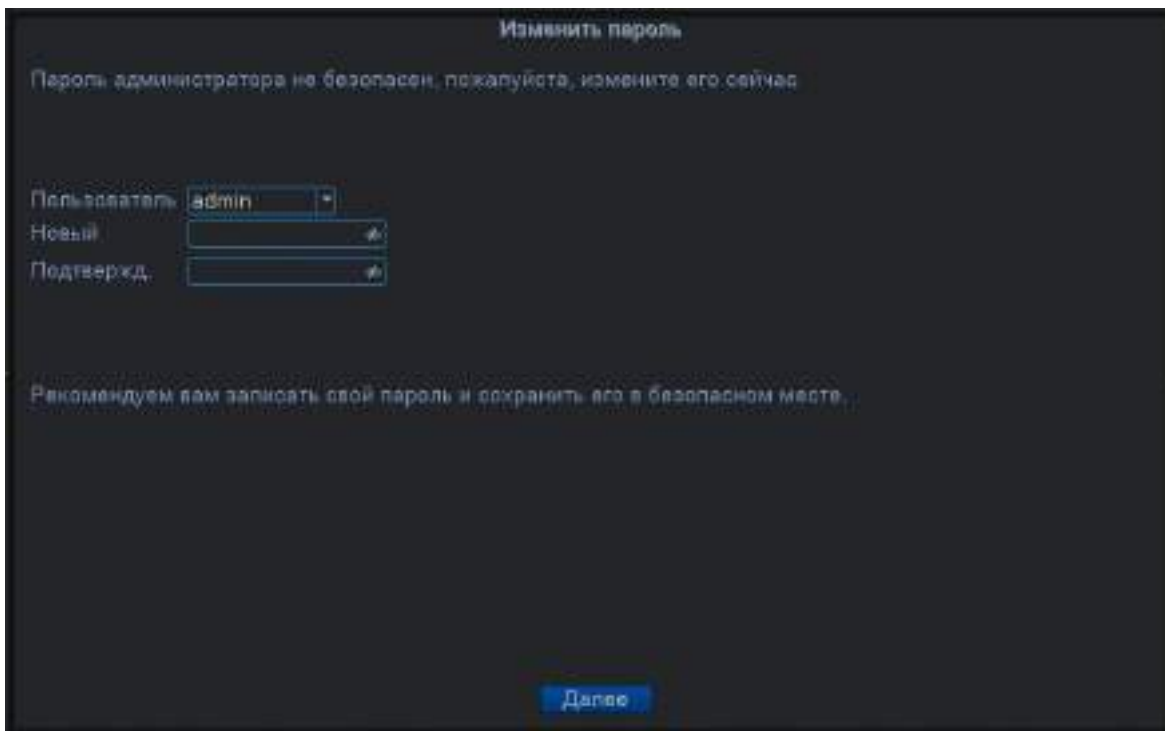 Изменить пароль
Пароль администратора не безопасен, пожалуйста, измените его сейчас
Пользователь admin
Новый
Подтвержд.
Рекомендуем вам записать свой пароль и сохранить его в безопасном месте.
Далее